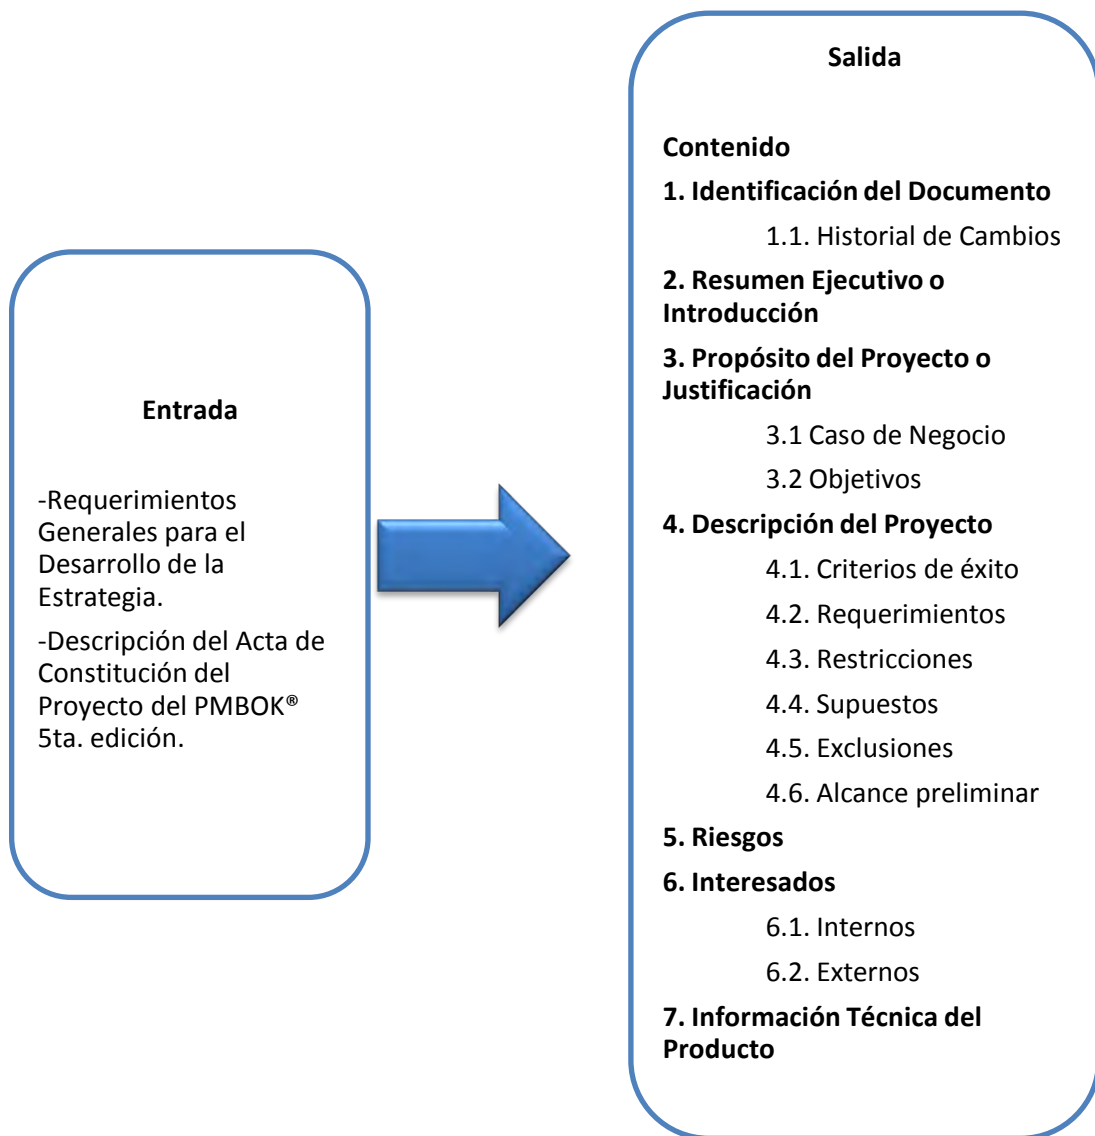 Entrada
-Requerimientos
Generales para el
Desarrollo de la
Estrategia.
-Descripción del Acta de
Constitución del
Proyecto del PMBOK®
5ta. edición.
Salida
Contenido
1. Identificación del Documento
1.1. Historial de Cambios
2. Resumen Ejecutivo o
Introducción
3. Propósito del Proyecto o
Justificación
3.1 Caso de Negocio
3.2 Objetivos
4. Descripción del Proyecto
4.1. Criterios de éxito
4.2. Requerimientos
4.3. Restricciones
4.4. Supuestos
4.5. Exclusiones
4.6. Alcance preliminar
5. Riesgos
6. Interesados
6.1. Internos
6.2. Externos
7. Información Técnica del
Producto